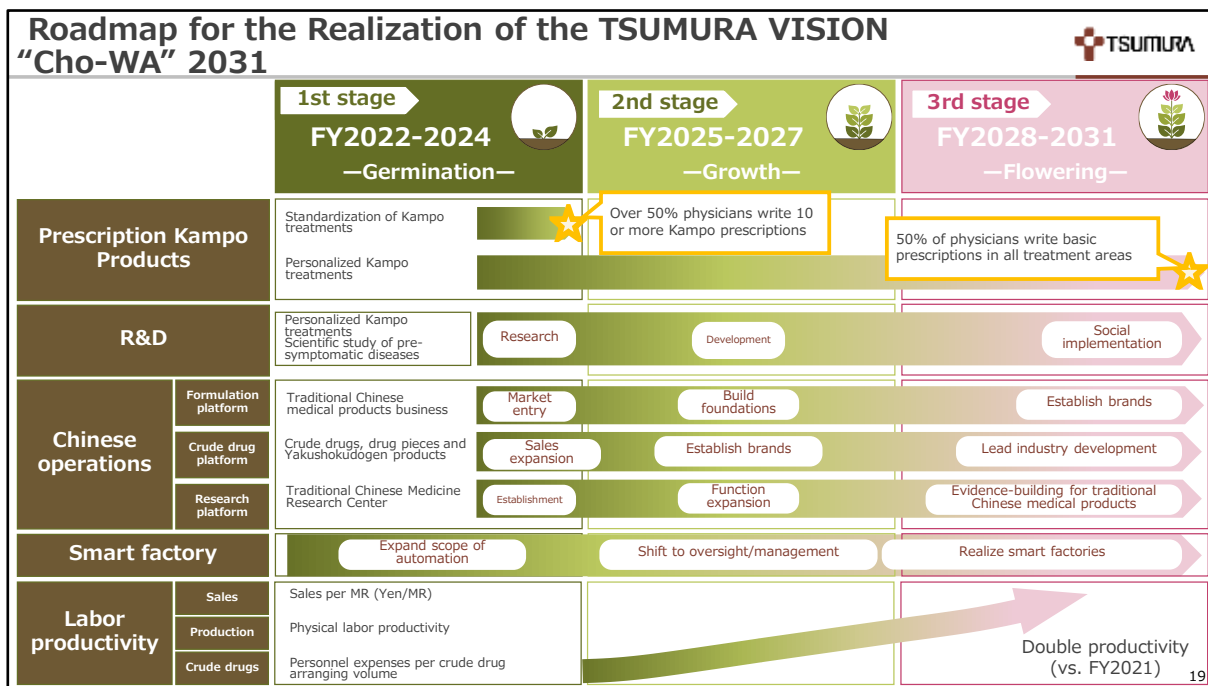 Roadmap for the Realization of the TSUMURA VISION
“Cho-WA” 2031
TSUMURA
1st stage
FY2022-2024
—Germination—
2nd stage
FY2025-2027
—Growth—
3rd stage
FY2028-2031
—Flowering—
Prescription Kampo
Products
Standardization of Kampo
treatments
Personalized Kampo
treatments
Over 50% physicians write 10
or more Kampo prescriptions
50% of physicians write basic
prescriptions in all treatment areas
R&D
Personalized Kampo
treatments
Scientific study of pre-
symptomatic diseases
Research
Development
Social
implementation
Chinese
operations
Formulation
platform
Traditional Chinese
medical products business
Market
entry
Build
foundations
Establish brands
Crude drug
platform
Crude drugs, drug pieces and
Yakushokudogen products
Sales
expansion
Establish brands
Lead industry development
Research
platform
Traditional Chinese Medicine
Research Center
Establishment
Function
expansion
Evidence-building for traditional
Chinese medical products
Smart factory
Expand scope of
automation
Shift to oversight/management
Realize smart factories
Labor
productivity
Sales
Sales per MR (Yen/MR)
Production
Physical labor productivity
Crude drugs
Personnel expenses per crude drug
arranging volume
Double productivity
(vs. FY2021)
19